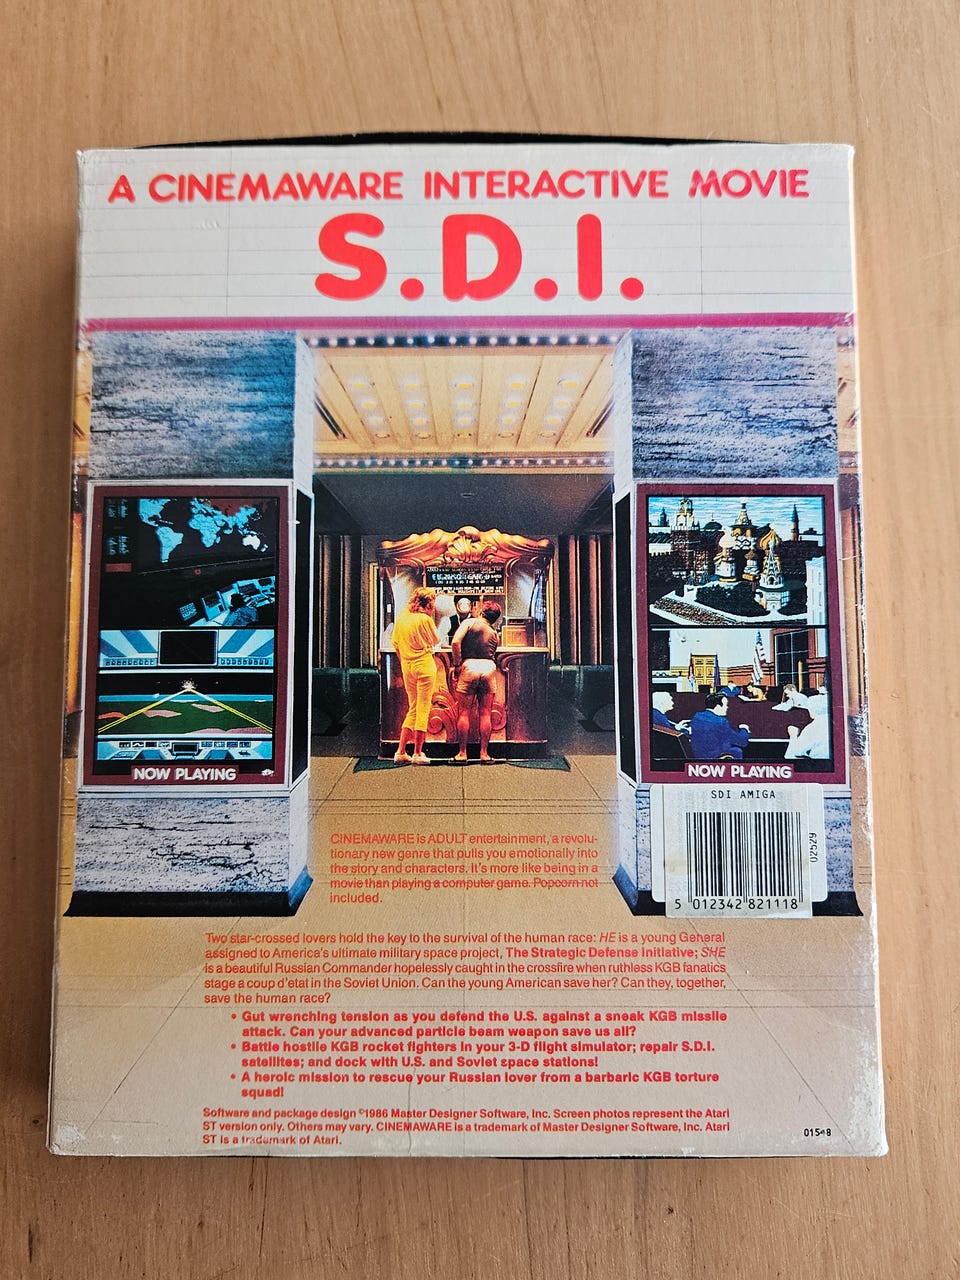 A CINEMAWARE INTERACTIVE MOVIE
S.D.I.
NOW PLAYING
NOW PLAYING
SDI AMIGA
02529
5 012342 821118
CINEMAWARE is ADULT entertainment, a revolu-
tionary new genre that pulls you emotionally into
the story and characters. It's more like being in a
movie than playing a computer game. Popcorn not
included.
Two star-crossed lovers hold the key to the survival of the human race: HE is a young General
assigned to America's ultimate military space project, The Strategic Defense Initiative; SHE
is a beautiful Russian Commander hopelessly caught in the crossfire when ruthless KGB fanatics
stage a coup d'etat in the Soviet Union. Can the young American save her? Can they, together,
save the human race?
• Gut wrenching tension as you defend the U.S. against a sneak KGB missile
attack. Can your advanced particle beam weapon save us all?
• Battle hostile KGB rocket fighters in your 3-D flight simulator; repair S.D.I.
satellites; and dock with U.S. and Soviet space stations!
• A heroic mission to rescue your Russian lover from a barbaric KGB torture
squad!
Software and package design ©1986 Master Designer Software, Inc. Screen photos represent the Atari
ST version only. Others may vary. CINEMAWARE is a trademark of Master Designer Software, Inc. Atari
ST is a trademark of Atari.